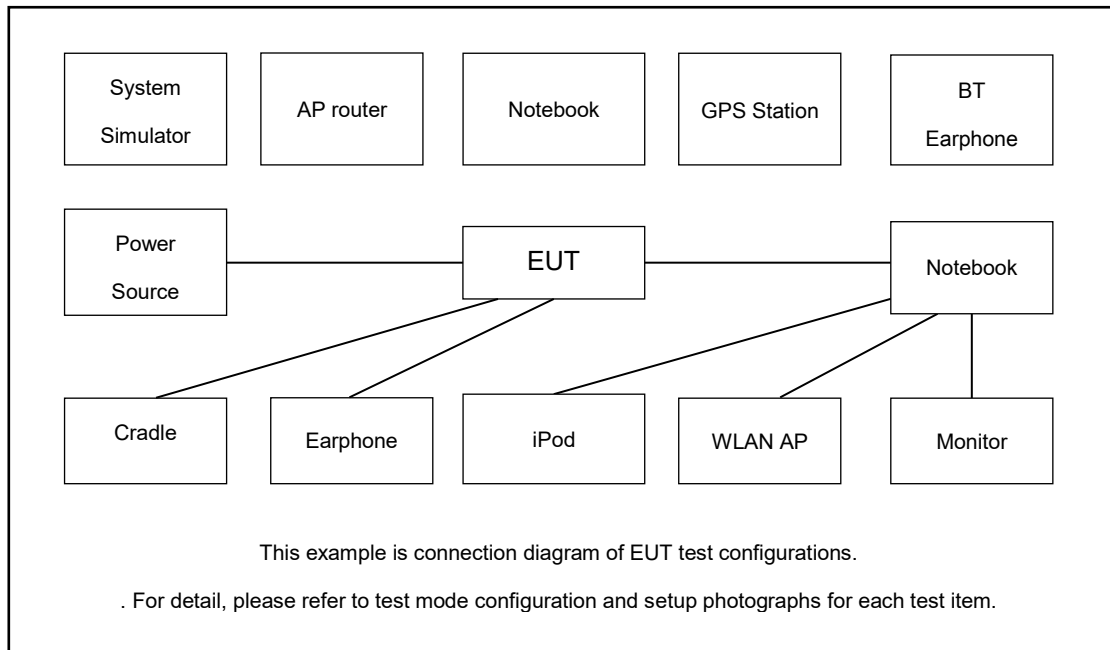 System
Simulator
AP router
Notebook
GPS Station
BT
Earphone
Power
Source
EUT
Notebook
Cradle
Earphone
iPod
WLAN AP
Monitor
This example is connection diagram of EUT test configurations.
. For detail, please refer to test mode configuration and setup photographs for each test item.